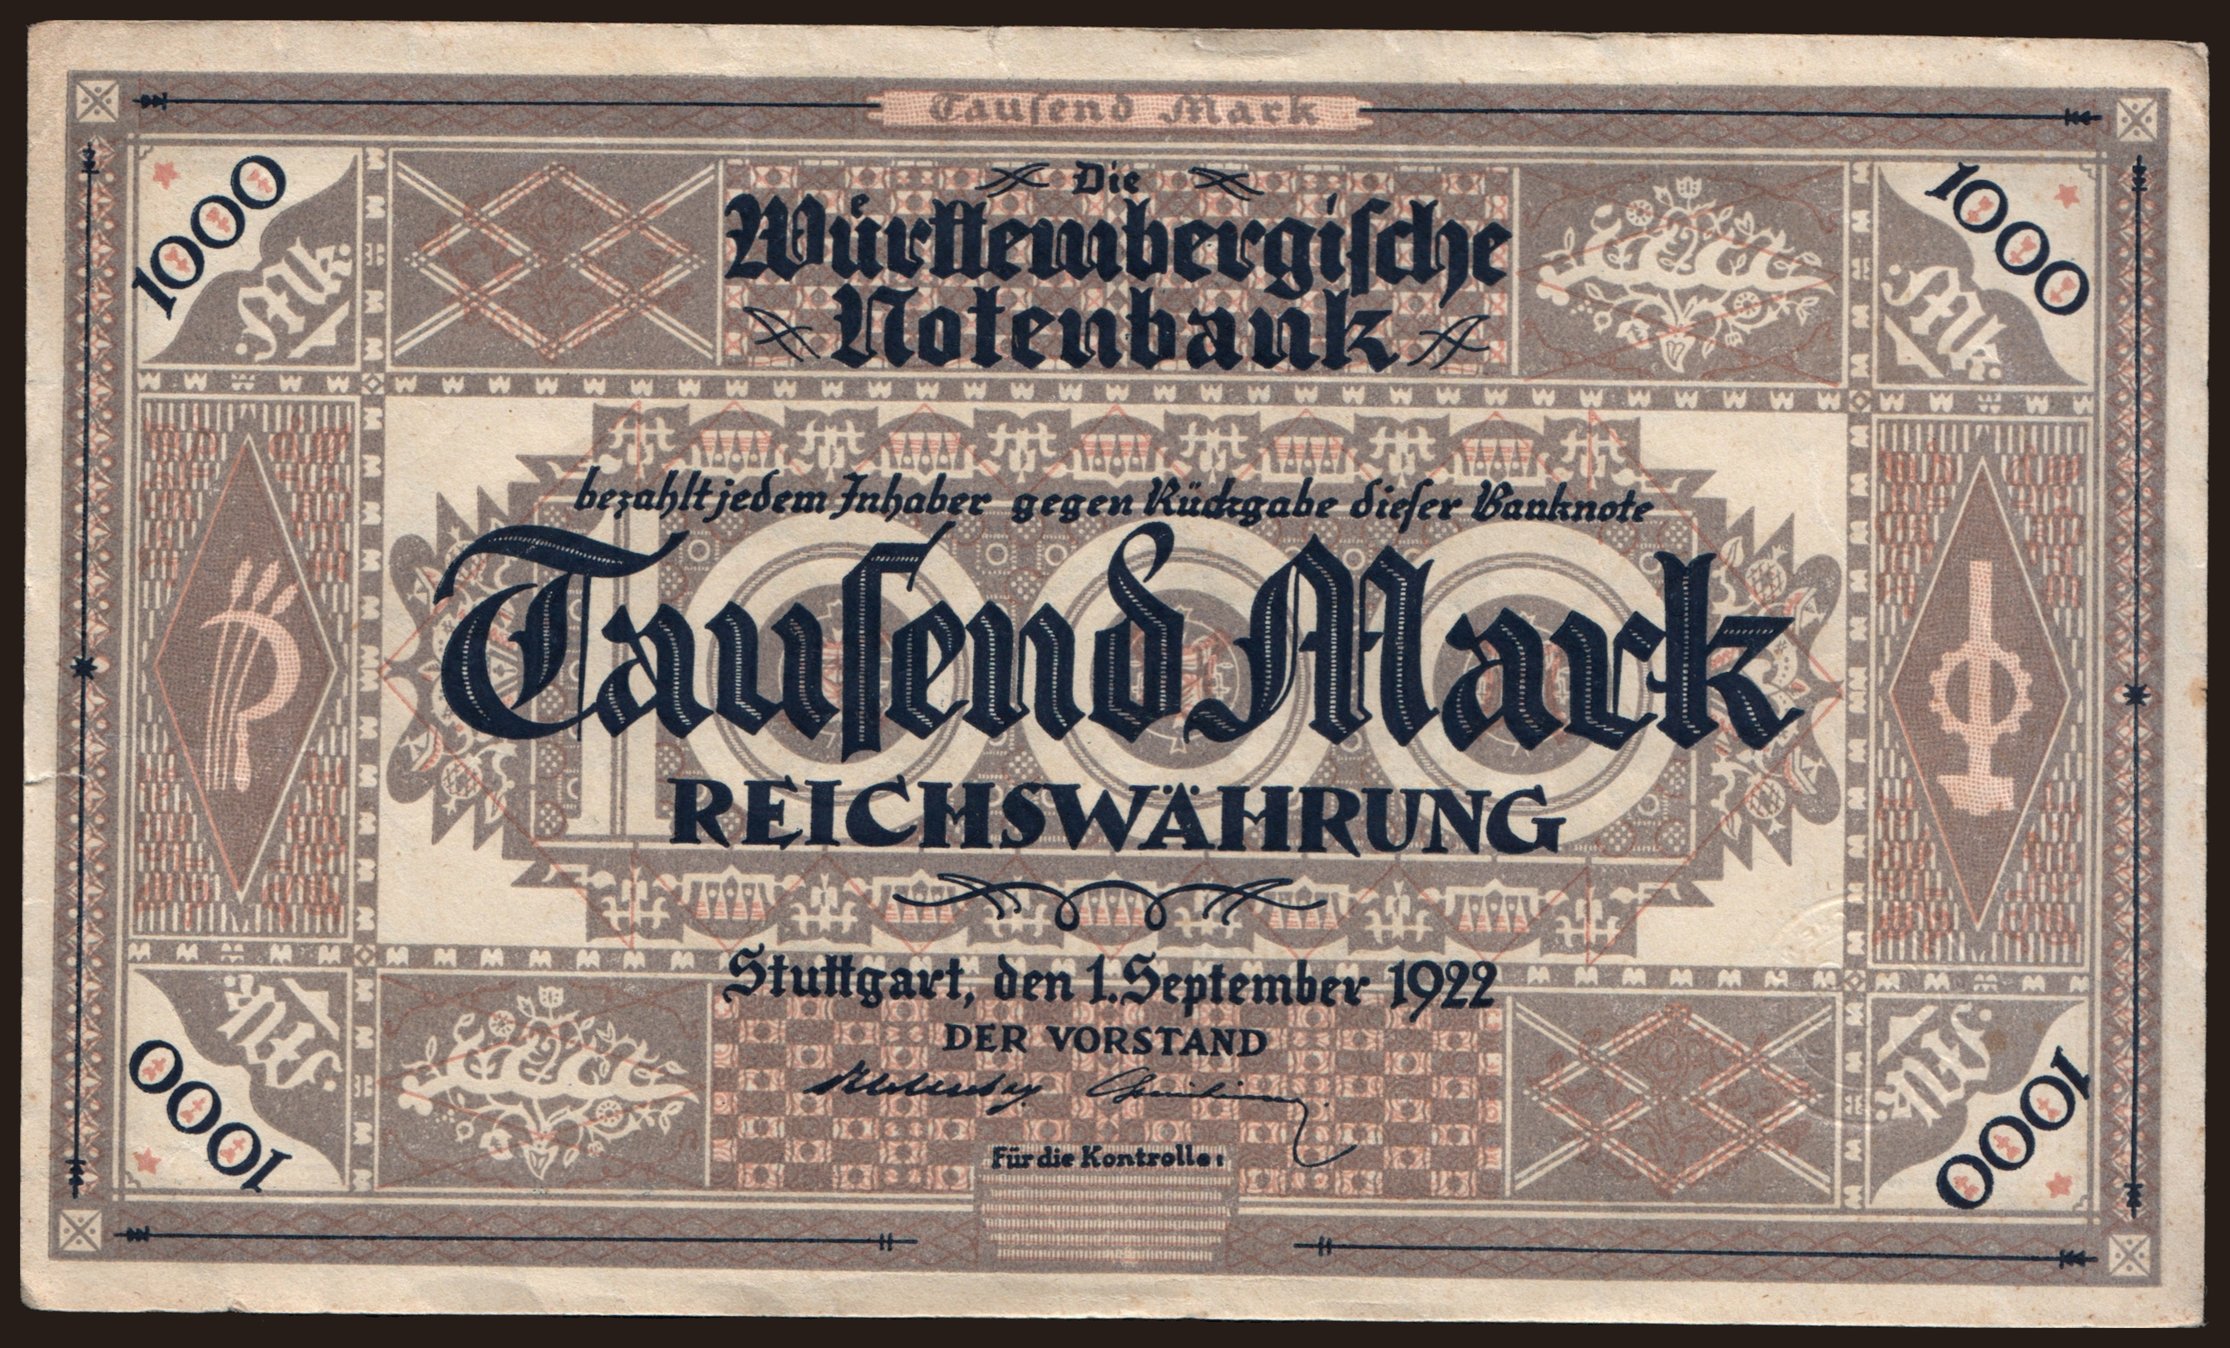 Tausend Mark
1000
Mk.
1000
Mk.
Die
Württembergische
Notenbank
bezahlt jedem Inhaber gegen Rückgabe dieser Banknote
Tausend Mark
REICHSWÄHRUNG
Stuttgart, den 1. September 1922
DER VORSTAND
Für die Kontrolle:
1000
Mk.
1000
Mk.